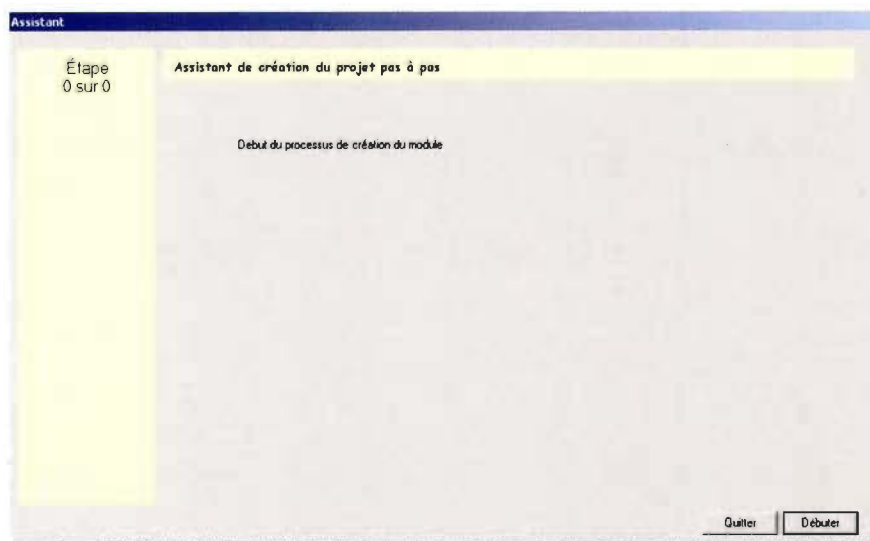 Assistant
Étape
0 sur 0
Assistant de création du projet pas à pas
Debut du processus de création du module
Quitter
Débuter